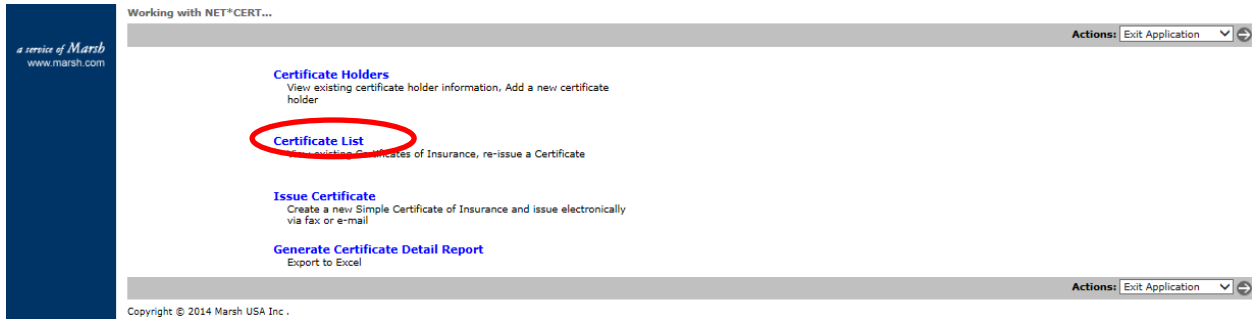 Working with NET*CERT...
Actions: Exit Application
a service of Marsh
www.marsh.com
Certificate Holders
View existing certificate holder information, Add a new certificate
holder
Certificate List
View existing Certificates of Insurance, re-issue a Certificate
Issue Certificate
Create a new Simple Certificate of Insurance and issue electronically
via fax or e-mail
Generate Certificate Detail Report
Export to Excel
Actions: Exit Application
Copyright © 2014 Marsh USA Inc .